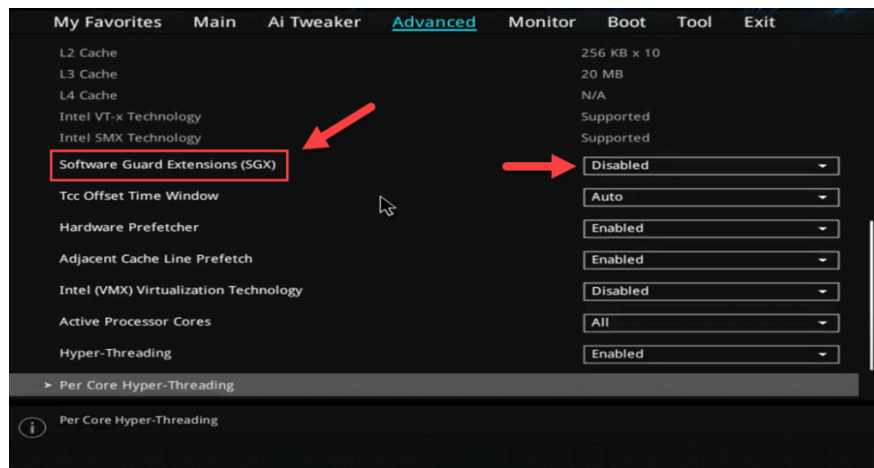 My Favorites Main Ai Tweaker Advanced Monitor Boot Tool Exit
L2 Cache 256 KB x 10
L3 Cache 20 MB
L4 Cache N/A
Intel VT-x Technology Supported
Intel SMX Technology Supported
Software Guard Extensions (SGX) Disabled
Tcc Offset Time Window Auto
Hardware Prefetcher Enabled
Adjacent Cache Line Prefetch Enabled
Intel (VMX) Virtualization Technology Disabled
Active Processor Cores All
Hyper-Threading Enabled
> Per Core Hyper-Threading
i Per Core Hyper-Threading